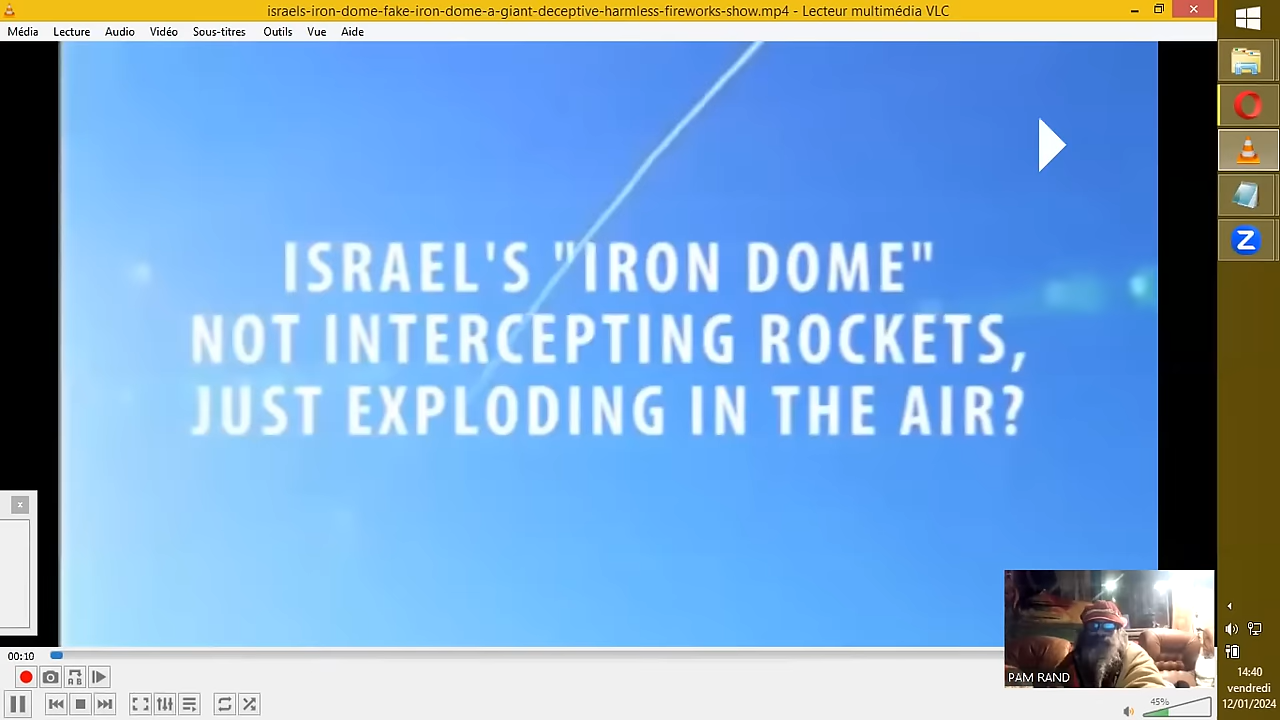 israels-iron-dome-fake-iron-dome-a-giant-deceptive-harmless-fireworks-show.mp4 - Lecteur multimédia VLC
Média Lecture Audio Vidéo Sous-titres Outils Vue Aide
ISRAEL'S "IRON DOME"
NOT INTERCEPTING ROCKETS,
JUST EXPLODING IN THE AIR?
x
Z
00:10
A B
PAM RAND
45%
14:40
vendredi
12/01/2024